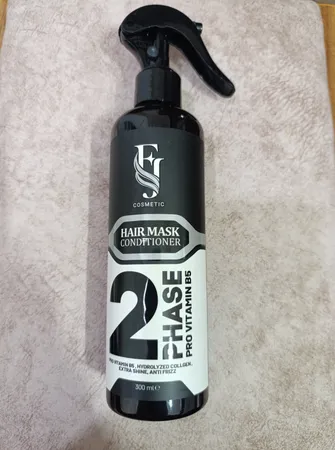 FJ
COSMETIC
HAIR MASK
CONDITIONER
2 PHASE
PRO VITAMIN B5
PRO VITAMIN B5 , HYDROLYZED COLLGEN ,
EXTRA SHINE, ANTI FRIZZ
300 ml e